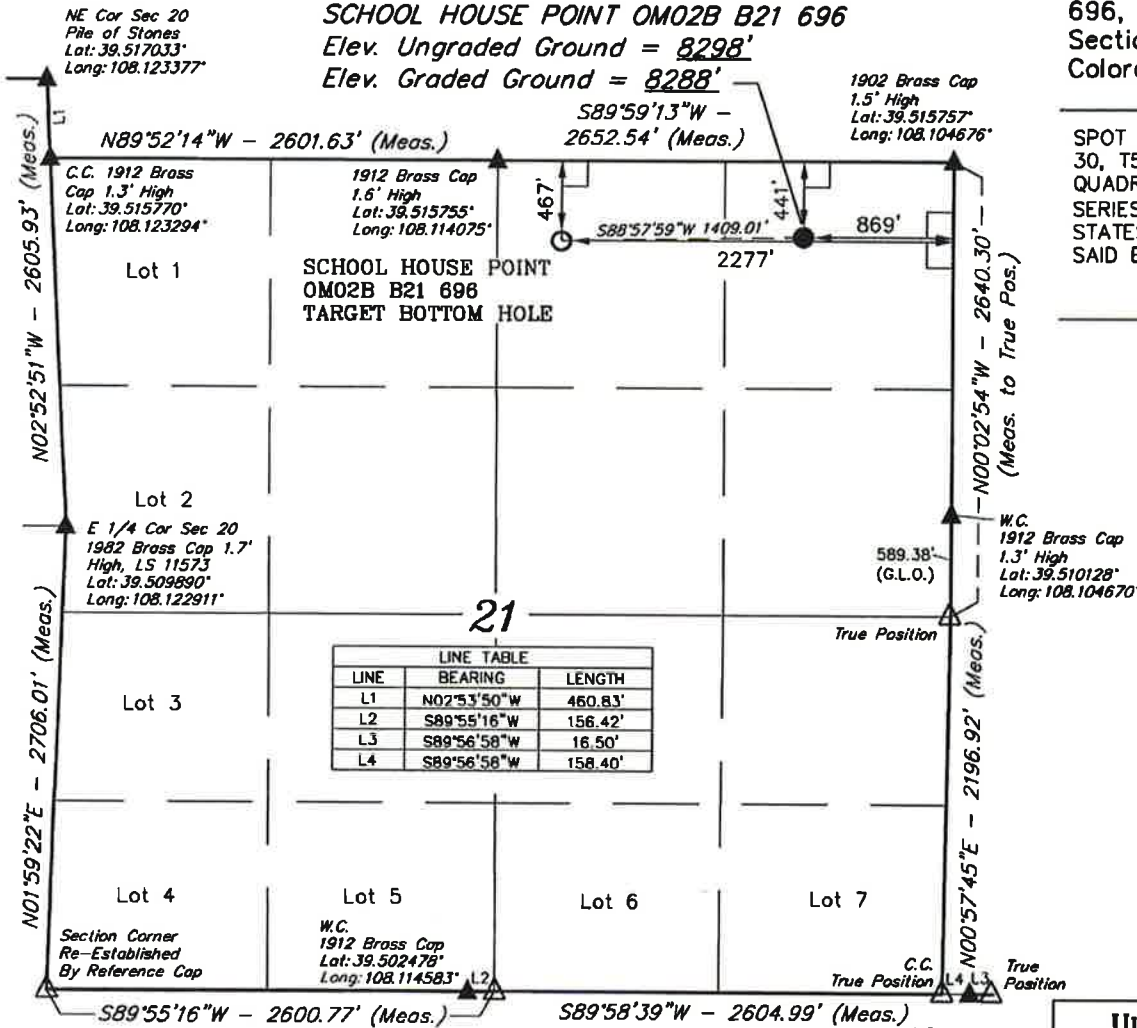 NE Cor Sec 20
Pile of Stones
Lat: 39.517033°
Long: 108.123377°
SCHOOL HOUSE POINT OM02B B21 696
Elev. Ungraded Ground = 8298'
Elev. Graded Ground = 8288'
696,
Sectio
Colora
1902 Brass Cap
1.5' High
Lat: 39.515757°
Long: 108.104676°
L1
N89°52'14"W - 2601.63' (Meas.)
S89°59'13"W -
2652.54' (Meas.)
SPOT
30, T5
QUADR
SERIES
STATES
SAID E
C.C. 1912 Brass
Cap 1.3' High
Lat: 39.515770°
Long: 108.123294°
1912 Brass Cap
1.6' High
Lat: 39.515755°
Long: 108.114075°
467'
441'
S88°57'59"W 1409.01'
869'
2277'
N02°52'51"W - 2605.93' (Meas.)
Lot 1
SCHOOL HOUSE POINT
OM02B B21 696
TARGET BOTTOM HOLE
N00°02'54"W - 2640.30'
(Meas. to True Pos.)
Lot 2
E 1/4 Cor Sec 20
1982 Brass Cap 1.7'
High, LS 11573
Lat: 39.509890°
Long: 108.122911°
W.C.
1912 Brass Cap
1.3' High
Lat: 39.510128°
Long: 108.104670°
589.38'
(G.L.O.)
21
True Position
LINE TABLE
LINE BEARING LENGTH
L1 N02°53'50"W 460.83'
L2 S89°55'16"W 156.42'
L3 S89°56'58"W 16.50'
L4 S89°56'58"W 158.40'
Lot 3
N01°59'22"E - 2706.01' (Meas.)
N00°57'45"E - 2196.92' (Meas.)
Lot 4
Lot 5
Lot 6
Lot 7
Section Corner
Re-Established
By Reference Cap
W.C.
1912 Brass Cap
Lat: 39.502478°
Long: 108.114583°
L2
C.C.
True Position
L4
L3
True
Position
S89°55'16"W - 2600.77' (Meas.)
S89°58'39"W - 2604.99' (Meas.)